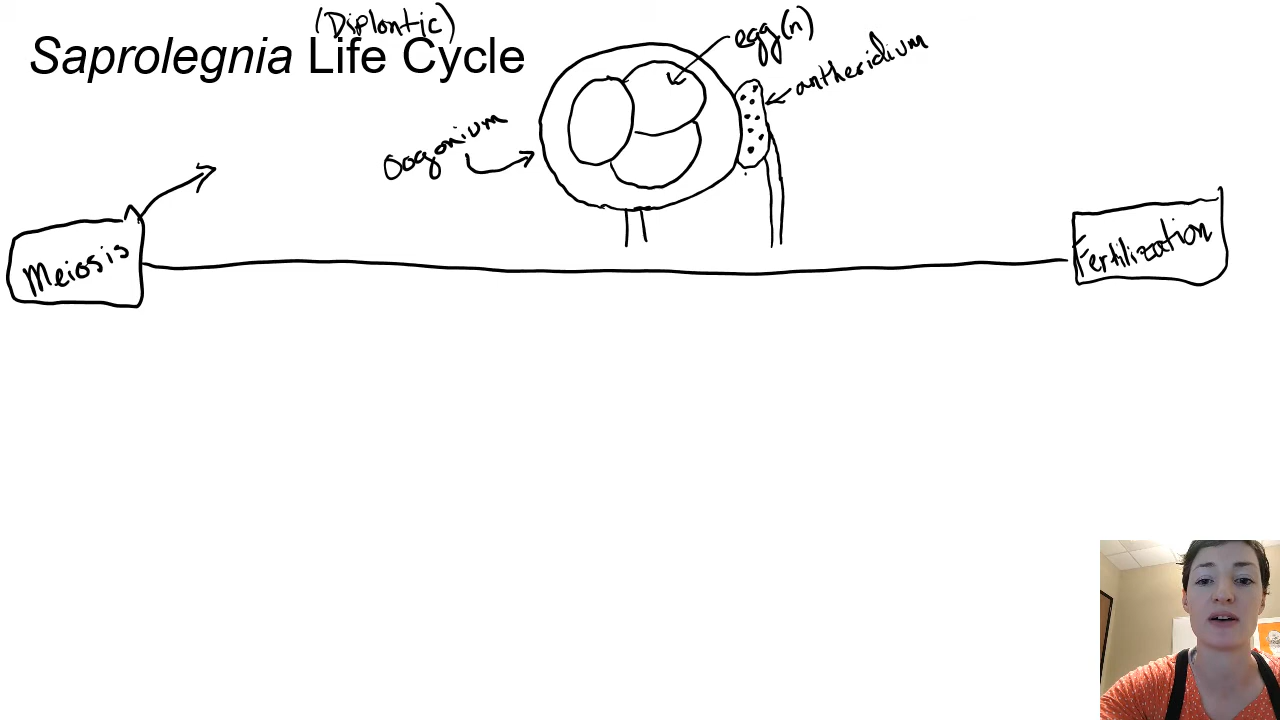 (Diplontic)
Saprolegnia Life Cycle
egg (n)
antheridium
Oogonium
Meiosis
Fertilization